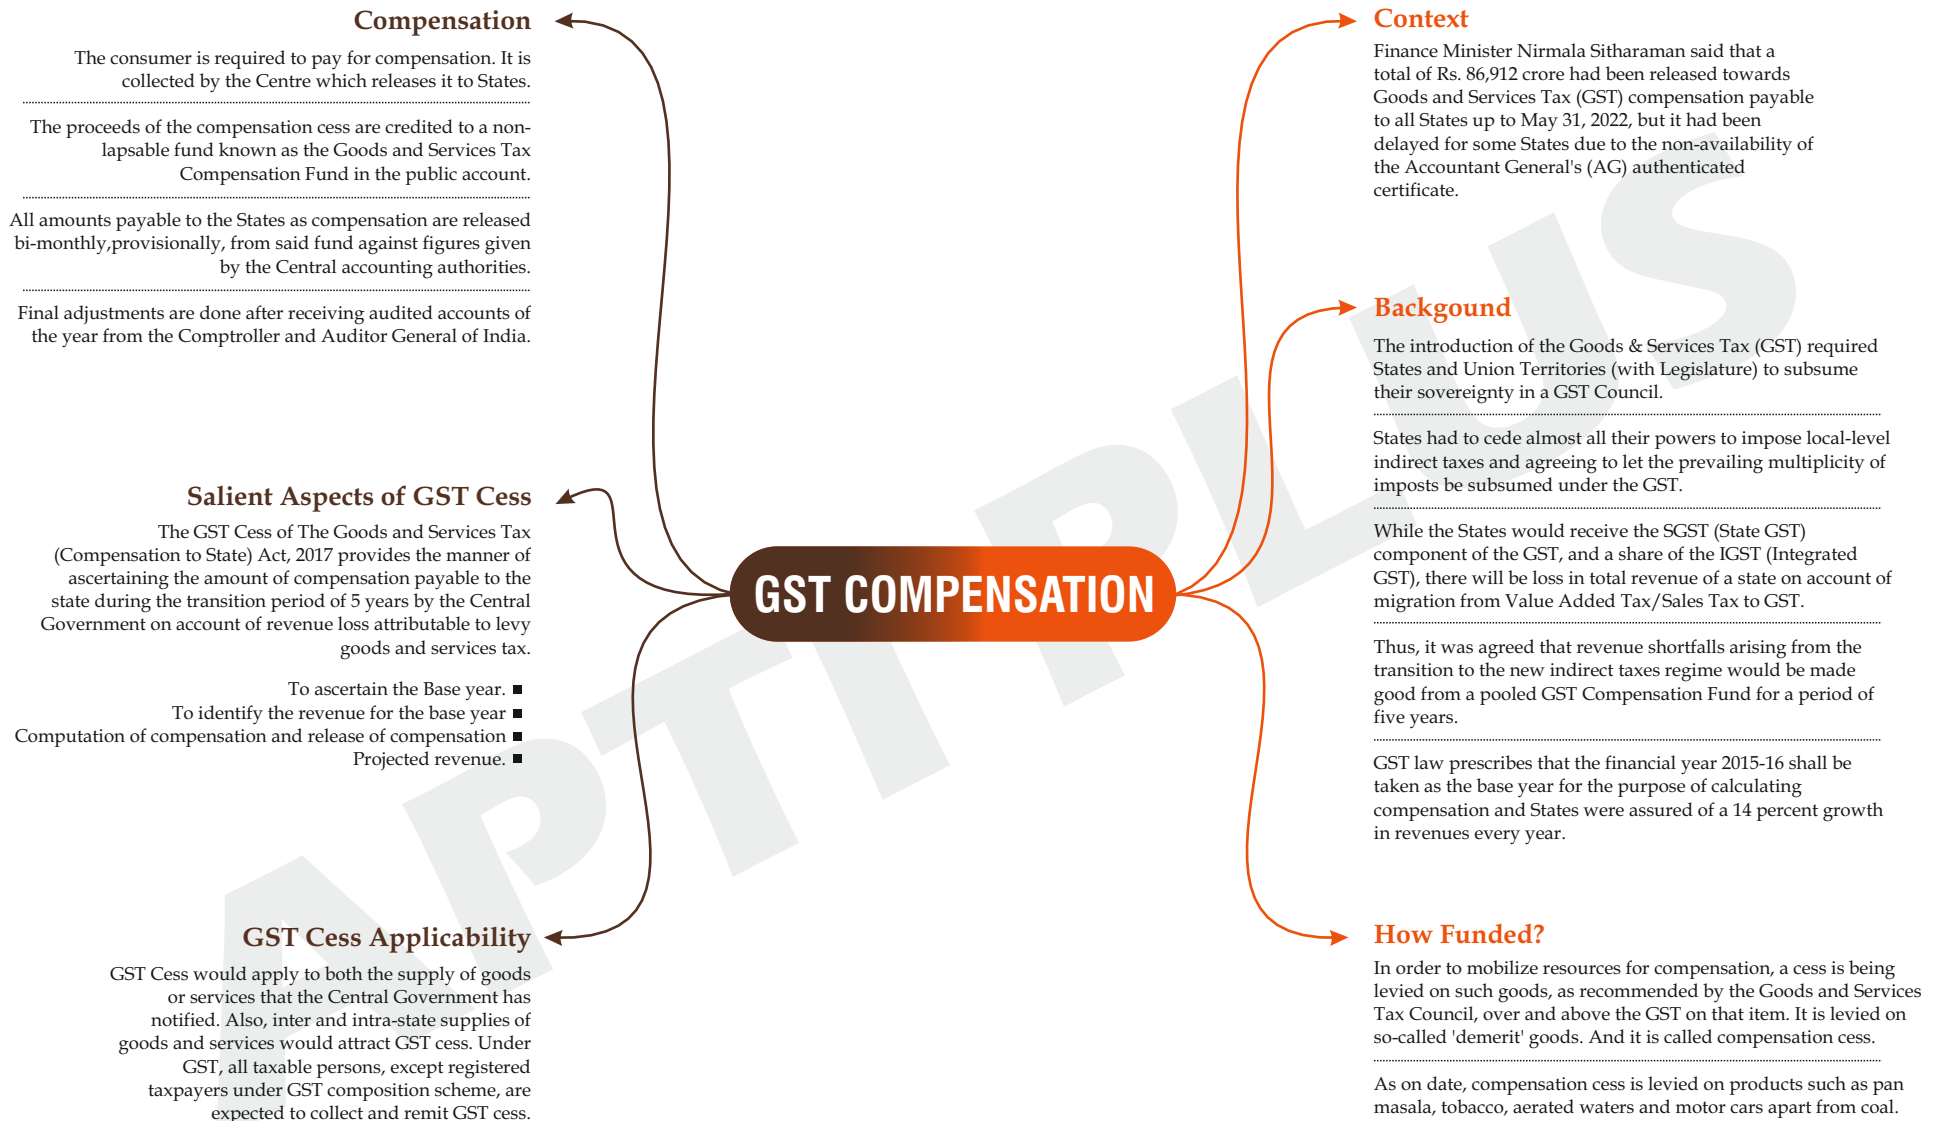 Compensation
The consumer is required to pay for compensation. It is
collected by the Centre which releases it to States.
The proceeds of the compensation cess are credited to a non-
lapsable fund known as the Goods and Services Tax
Compensation Fund in the public account.
All amounts payable to the States as compensation are released
bi-monthly,provisionally, from said fund against figures given
by the Central accounting authorities.
Final adjustments are done after receiving audited accounts of
the year from the Comptroller and Auditor General of India.
Salient Aspects of GST Cess
The GST Cess of The Goods and Services Tax
(Compensation to State) Act, 2017 provides the manner of
ascertaining the amount of compensation payable to the
state during the transition period of 5 years by the Central
Government on account of revenue loss attributable to levy
goods and services tax.
To ascertain the Base year. ■
To identify the revenue for the base year ■
Computation of compensation and release of compensation ■
Projected revenue. ■
GST Cess Applicability
GST Cess would apply to both the supply of goods
or services that the Central Government has
notified. Also, inter and intra-state supplies of
goods and services would attract GST cess. Under
GST, all taxable persons, except registered
taxpayers under GST composition scheme, are
expected to collect and remit GST cess.
GST COMPENSATION
APTI PLUS
Context
Finance Minister Nirmala Sitharaman said that a
total of Rs. 86,912 crore had been released towards
Goods and Services Tax (GST) compensation payable
to all States up to May 31, 2022, but it had been
delayed for some States due to the non-availability of
the Accountant General's (AG) authenticated
certificate.
Backgound
The introduction of the Goods & Services Tax (GST) required
States and Union Territories (with Legislature) to subsume
their sovereignty in a GST Council.
States had to cede almost all their powers to impose local-level
indirect taxes and agreeing to let the prevailing multiplicity of
imposts be subsumed under the GST.
While the States would receive the SGST (State GST)
component of the GST, and a share of the IGST (Integrated
GST), there will be loss in total revenue of a state on account of
migration from Value Added Tax/Sales Tax to GST.
Thus, it was agreed that revenue shortfalls arising from the
transition to the new indirect taxes regime would be made
good from a pooled GST Compensation Fund for a period of
five years.
GST law prescribes that the financial year 2015-16 shall be
taken as the base year for the purpose of calculating
compensation and States were assured of a 14 percent growth
in revenues every year.
How Funded?
In order to mobilize resources for compensation, a cess is being
levied on such goods, as recommended by the Goods and Services
Tax Council, over and above the GST on that item. It is levied on
so-called 'demerit' goods. And it is called compensation cess.
As on date, compensation cess is levied on products such as pan
masala, tobacco, aerated waters and motor cars apart from coal.